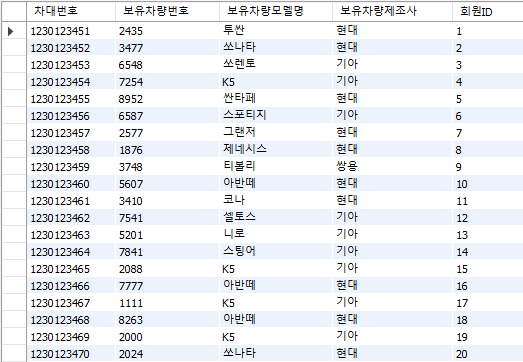 차대번호 보유차량번호 보유차량모델명 보유차량제조사 회원ID
1230123451 2435 투싼 현대 1
1230123452 3477 쏘나타 현대 2
1230123453 6548 쏘렌토 기아 3
1230123454 7254 K5 기아 4
1230123455 8952 싼타페 현대 5
1230123456 6587 스포티지 기아 6
1230123457 2577 그랜저 현대 7
1230123458 1876 제네시스 현대 8
1230123459 3748 티볼리 쌍용 9
1230123460 5607 아반떼 현대 10
1230123461 3410 코나 현대 11
1230123462 7541 셀토스 기아 12
1230123463 5201 니로 기아 13
1230123464 7841 스팅어 기아 14
1230123465 2088 K5 기아 15
1230123466 7777 아반떼 현대 16
1230123467 1111 K5 기아 17
1230123468 8263 아반떼 현대 18
1230123469 2000 K5 기아 19
1230123470 2024 쏘나타 현대 20